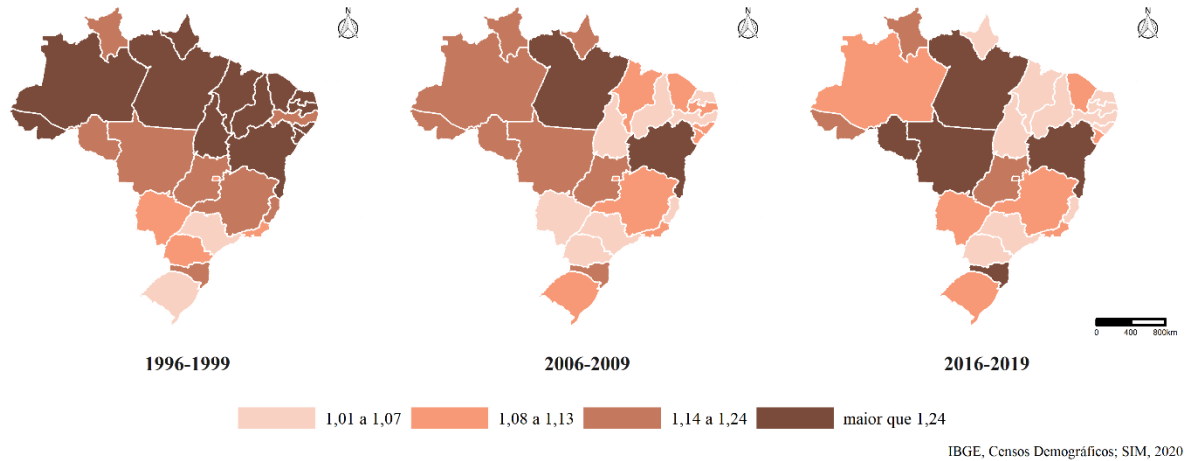 N N N
0 400 800km
1996-1999 2006-2009 2016-2019
1,01 a 1,07 1,08 a 1,13 1,14 a 1,24 maior que 1,24
IBGE, Censos Demográficos; SIM, 2020